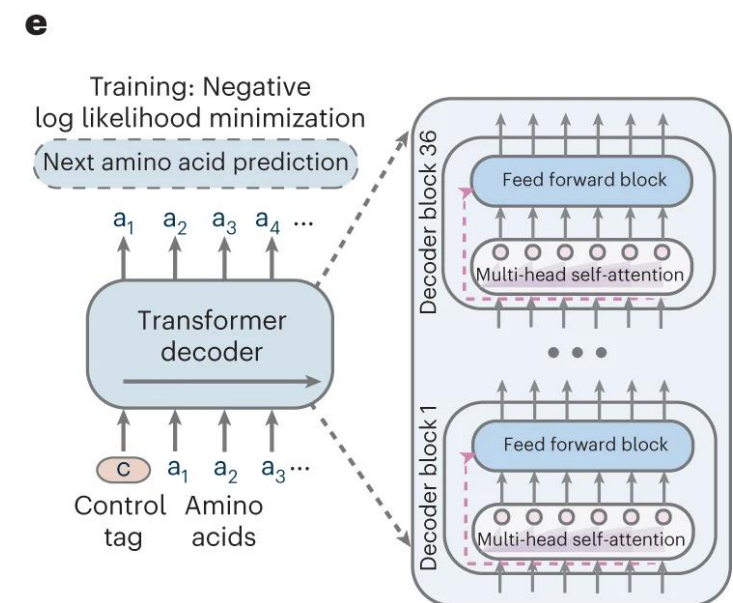 e
Training: Negative
log likelihood minimization
Next amino acid prediction
a₁ a₂ a₃ a₄ ...
Transformer
decoder
c a₁ a₂ a₃ ...
Control Amino
tag acids
Decoder block 36
Feed forward block
Multi-head self-attention
Decoder block 1
Feed forward block
Multi-head self-attention